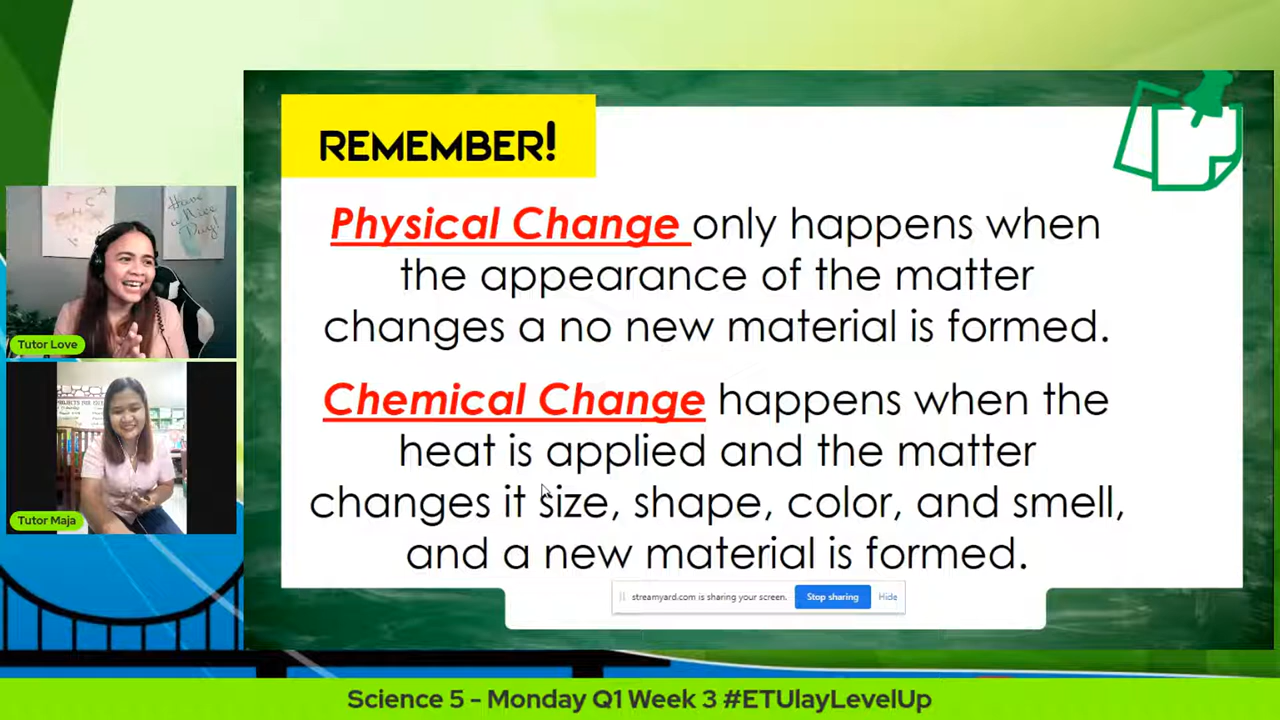 REMEMBER!
Physical Change only happens when
the appearance of the matter
changes a no new material is formed.
Chemical Change happens when the
heat is applied and the matter
changes it size, shape, color, and smell,
and a new material is formed.
streamyard.com is sharing your screen. Stop sharing Hide
Have
a Nice
Day!
Tutor Love
Tutor Maja
Science 5 - Monday Q1 Week 3 #ETUlayLevelUp